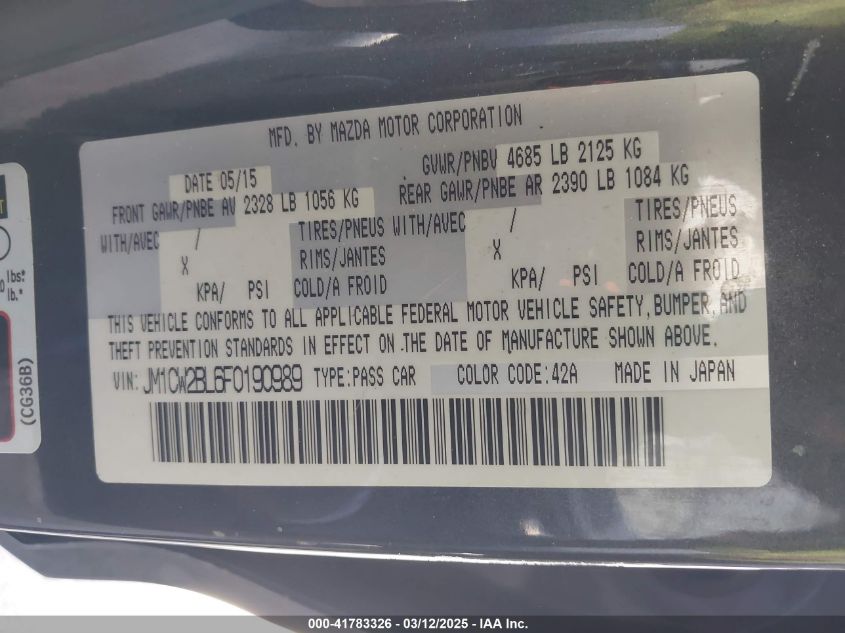 MFD. BY MAZDA MOTOR CORPORATION
DATE 05/15
GVWR/PNBV 4685 LB 2125 KG
FRONT GAWR/PNBE AV 2328 LB 1056 KG
REAR GAWR/PNBE AR 2390 LB 1084 KG
WITH/AVEC / TIRES/PNEUS WITH/AVEC / TIRES/PNEUS
X RIMS/JANTES X RIMS/JANTES
KPA/ PSI COLD/A FROID KPA/ PSI COLD/A FROID
THIS VEHICLE CONFORMS TO ALL APPLICABLE FEDERAL MOTOR VEHICLE SAFETY, BUMPER, AND
THEFT PREVENTION STANDARDS IN EFFECT ON THE DATE OF MANUFACTURE SHOWN ABOVE.
VIN: JM1CW2BL6F0190989 TYPE:PASS CAR COLOR CODE:42A MADE IN JAPAN
lbs.*
lb.*
(CG36B)
000-41783326 - 03/12/2025 - IAA, Inc.